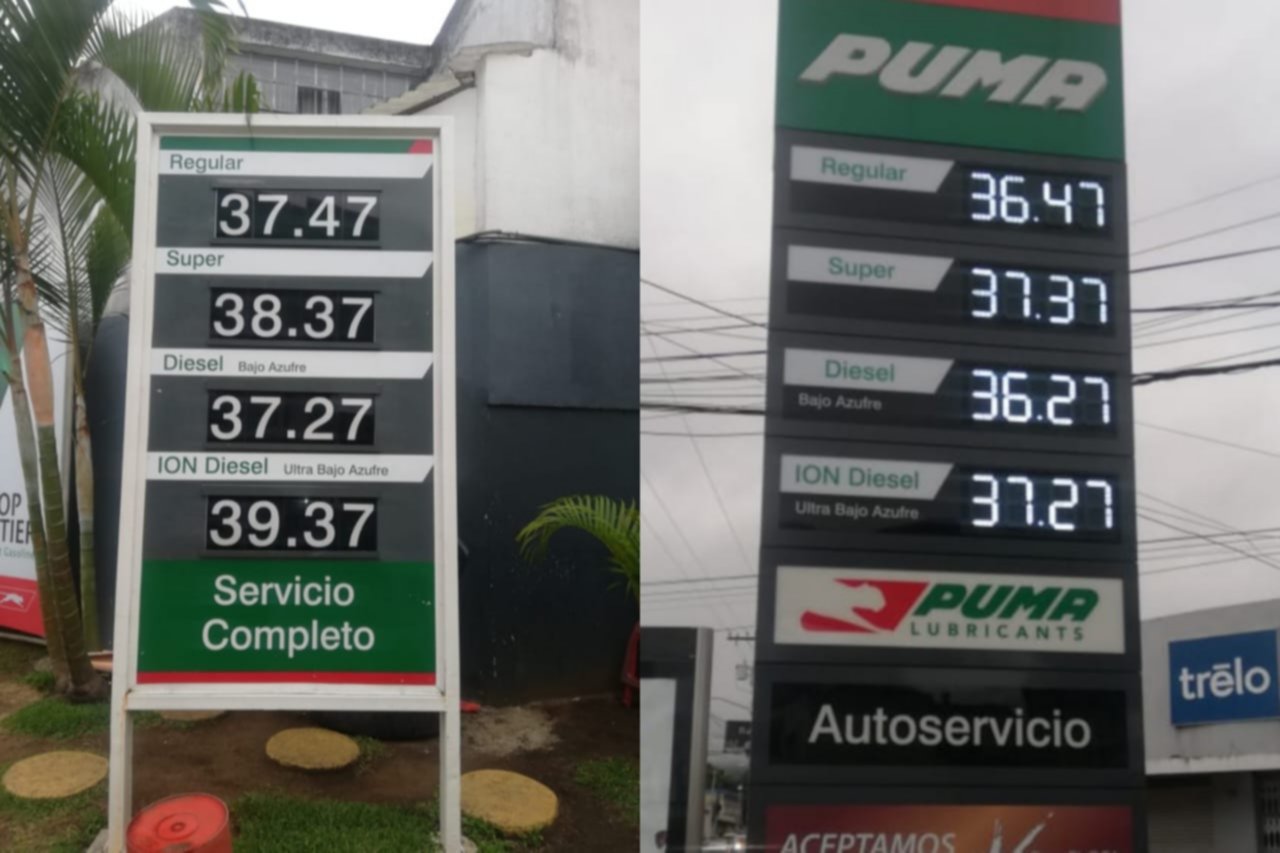 Regular
37.47
Super
38.37
Diesel Bajo Azufre
37.27
ION Diesel Ultra Bajo Azufre
39.37
Servicio
Completo
PUMA
Regular
36.47
Super
37.37
Diesel
Bajo Azufre
36.27
ION Diesel
Ultra Bajo Azufre
37.27
PUMA
LUBRICANTS
Autoservicio
ACEPTAMOS
trēlo